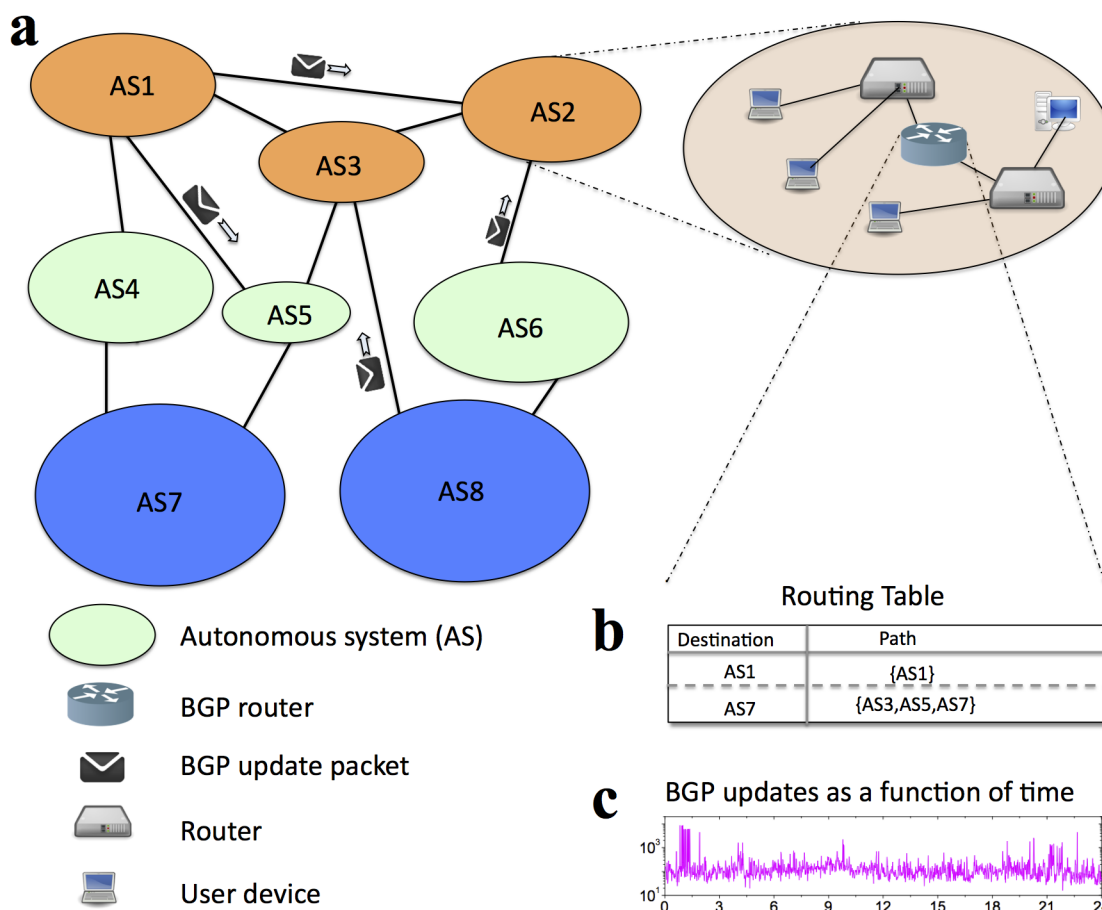 a
AS1
AS2
AS3
AS4
AS5
AS6
AS7
AS8
Autonomous system (AS)
BGP router
BGP update packet
Router
User device
b
Routing Table
Destination Path
AS1 {AS1}
AS7 {AS3,AS5,AS7}
c
BGP updates as a function of time
10³
10¹
0 3 6 9 12 15 18 21